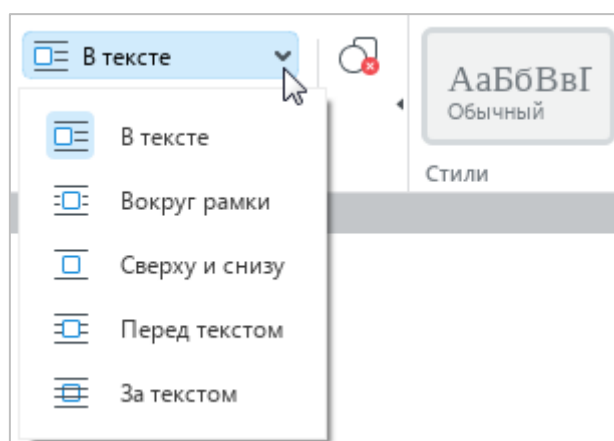 В тексте
АаБбВвГ
Обычный
Стили
В тексте
Вокруг рамки
Сверху и снизу
Перед текстом
За текстом